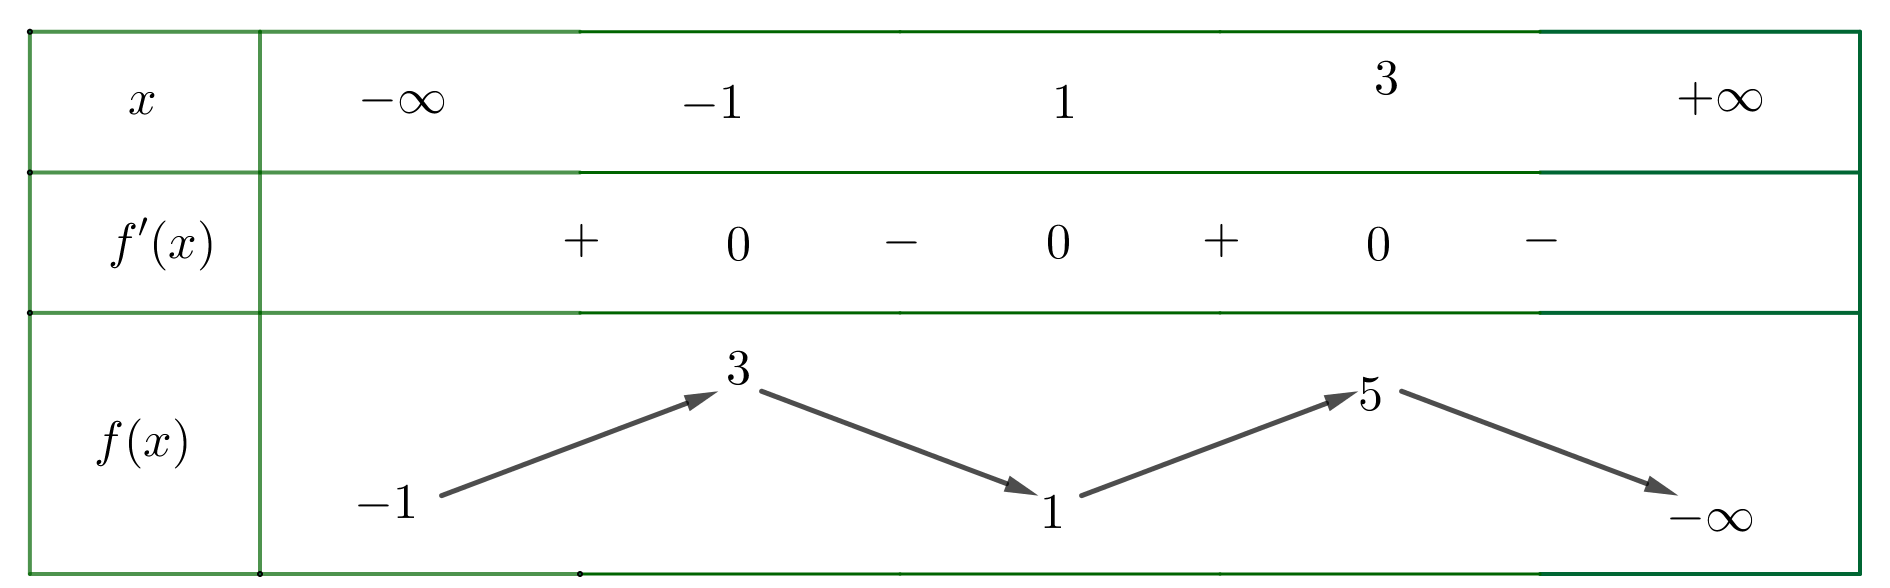 x −∞ −1 1 3 +∞
f′(x) + 0 − 0 + 0 −
3 5
f(x)
−1 1 −∞